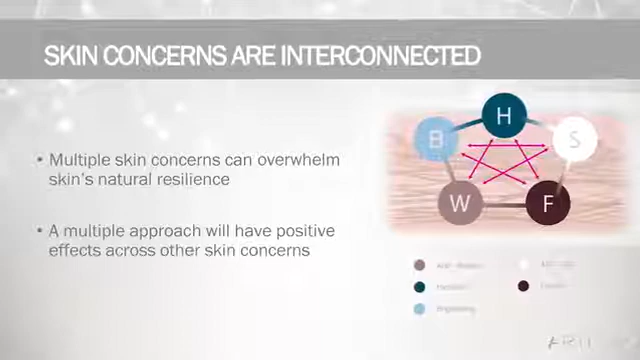 SKIN CONCERNS ARE INTERCONNECTED
• Multiple skin concerns can overwhelm
skin's natural resilience
• A multiple approach will have positive
effects across other skin concerns
H
B
S
W
F